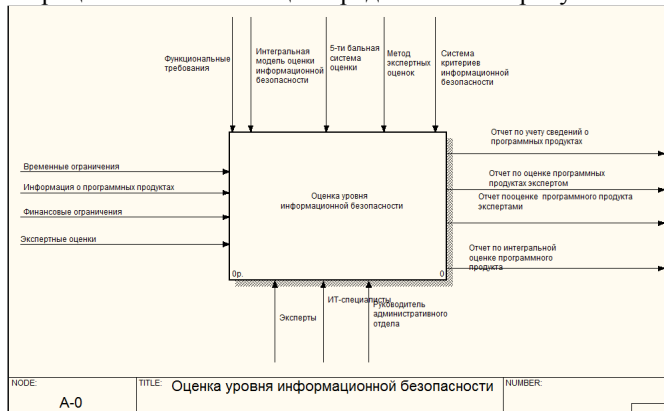 Функциональные
требования
Интегральная
модель оценки
информационной
безопасности
5-ти бальная
система
оценки
Метод
экспертных
оценок
Система
критериев
информационной
безопасности
Временные ограничения
Информация о программных продуктах
Финансовые ограничения
Экспертные оценки
Оценка уровня
информационной безопасности
0р.
0
Отчет по учету сведений о
программных продуктах
Отчет по оценке программных
продуктах экспертом
Отчет пооценке программного продукта
экспертами
Отчет по интегральной
оценке программного
продукта
Эксперты
ИТ-специалисты
Руководитель
административного
отдела
NODE:
A-0
TITLE:
Оценка уровня информационной безопасности
NUMBER: